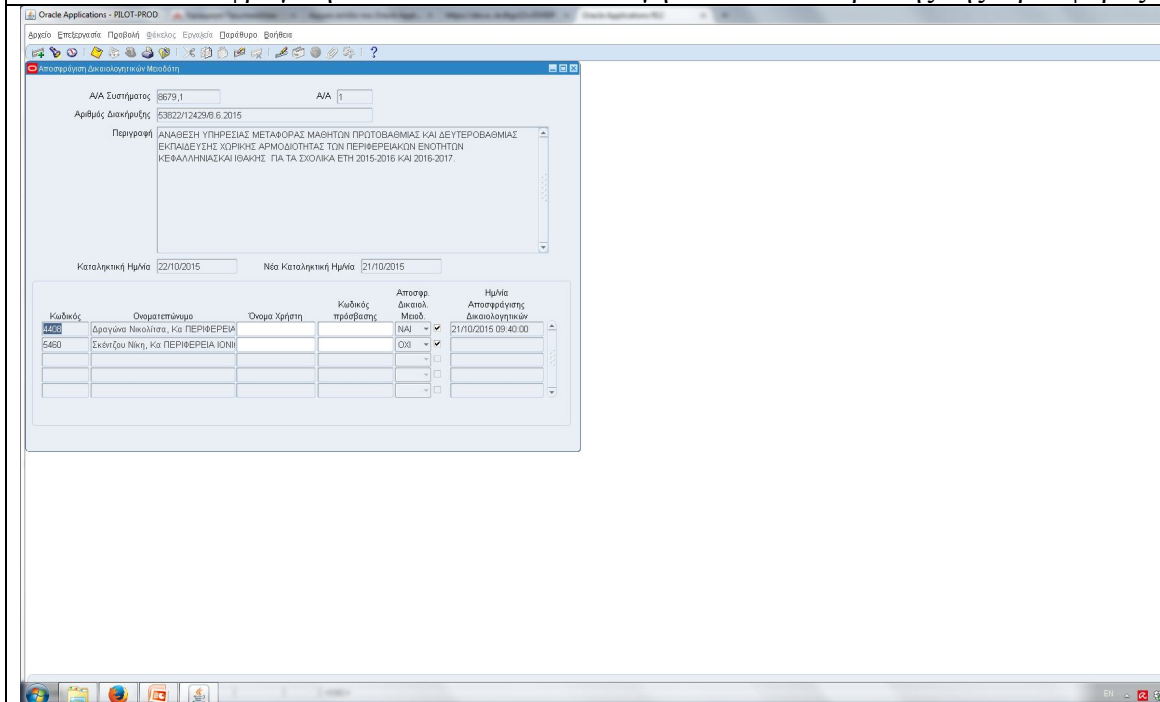 Oracle Applications - PILOT-PROD
Αρχείο Επεξεργασία Προβολή Φάκελος Εργαλεία Παράθυρο Βοήθεια
Αποσφράγιση Δικαιολογητικών Μειοδότη
Α/Α Συστήματος 8679,1 Α/Α 1
Αριθμός Διακήρυξης 53822/12429/8.6.2015
Περιγραφή ΑΝΑΘΕΣΗ ΥΠΗΡΕΣΙΑΣ ΜΕΤΑΦΟΡΑΣ ΜΑΘΗΤΩΝ ΠΡΩΤΟΒΑΘΜΙΑΣ ΚΑΙ ΔΕΥΤΕΡΟΒΑΘΜΙΑΣ
ΕΚΠΑΙΔΕΥΣΗΣ ΧΩΡΙΚΗΣ ΑΡΜΟΔΙΟΤΗΤΑΣ ΤΩΝ ΠΕΡΙΦΕΡΕΙΑΚΩΝ ΕΝΟΤΗΤΩΝ
ΚΕΦΑΛΛΗΝΙΑΣΚΑΙ ΙΘΑΚΗΣ ΓΙΑ ΤΑ ΣΧΟΛΙΚΑ ΕΤΗ 2015-2016 ΚΑΙ 2016-2017.
Καταληκτική Ημ/νία 22/10/2015 Νέα Καταληκτική Ημ/νία 21/10/2015
Κωδικός Ονοματεπώνυμο Όνομα Χρήστη Κωδικός πρόσβασης Αποσφρ. Δικαιολ. Μειοδ. Ημ/νία Αποσφράγισης Δικαιολογητικών
4408 Δραγώνα Νικολίτσα, Κα ΠΕΡΙΦΕΡΕΙΑ ΝΑΙ 21/10/2015 09:40:00
5460 Σκέντζου Νίκη, Κα ΠΕΡΙΦΕΡΕΙΑ ΙΟΝΙ ΟΧΙ
EN